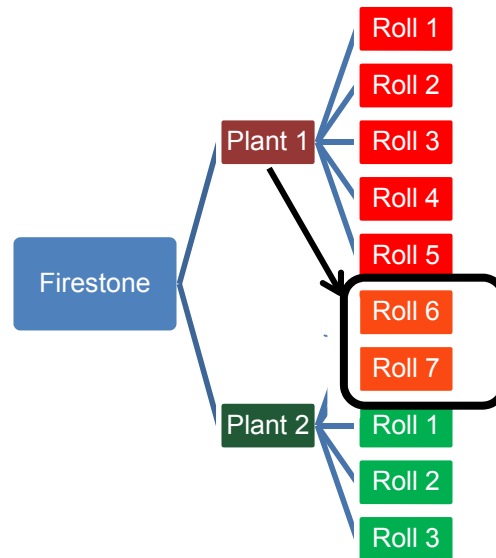 Firestone
Plant 1
Roll 1
Roll 2
Roll 3
Roll 4
Roll 5
Roll 6
Roll 7
Plant 2
Roll 1
Roll 2
Roll 3